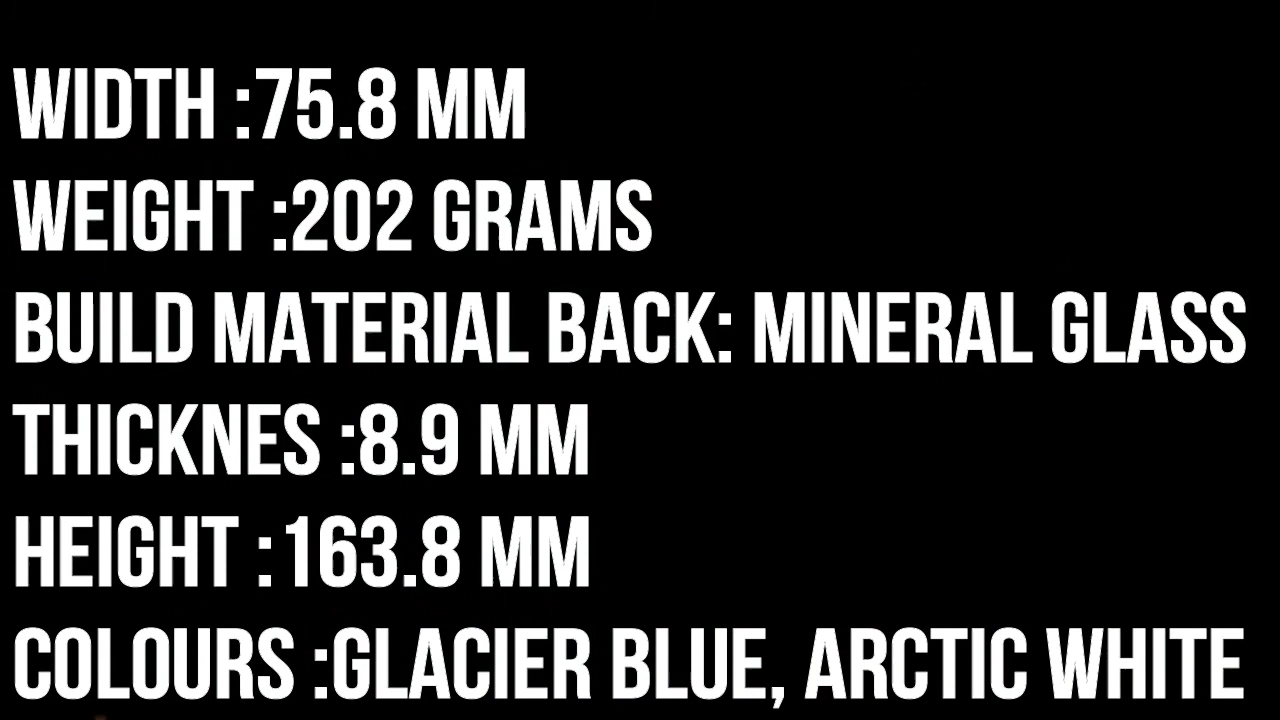 WIDTH :75.8 MM
WEIGHT :202 GRAMS
BUILD MATERIAL BACK: MINERAL GLASS
THICKNES :8.9 MM
HEIGHT :163.8 MM
COLOURS :GLACIER BLUE, ARCTIC WHITE